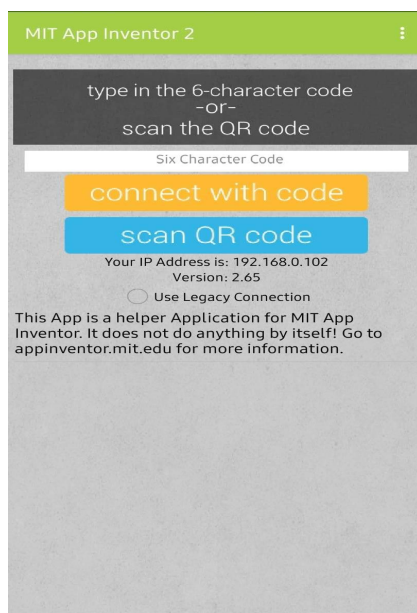 MIT App Inventor 2
type in the 6-character code
-or-
scan the QR code
Six Character Code
connect with code
scan QR code
Your IP Address is: 192.168.0.102
Version: 2.65
Use Legacy Connection
This App is a helper Application for MIT App
Inventor. It does not do anything by itself! Go to
appinventor.mit.edu for more information.